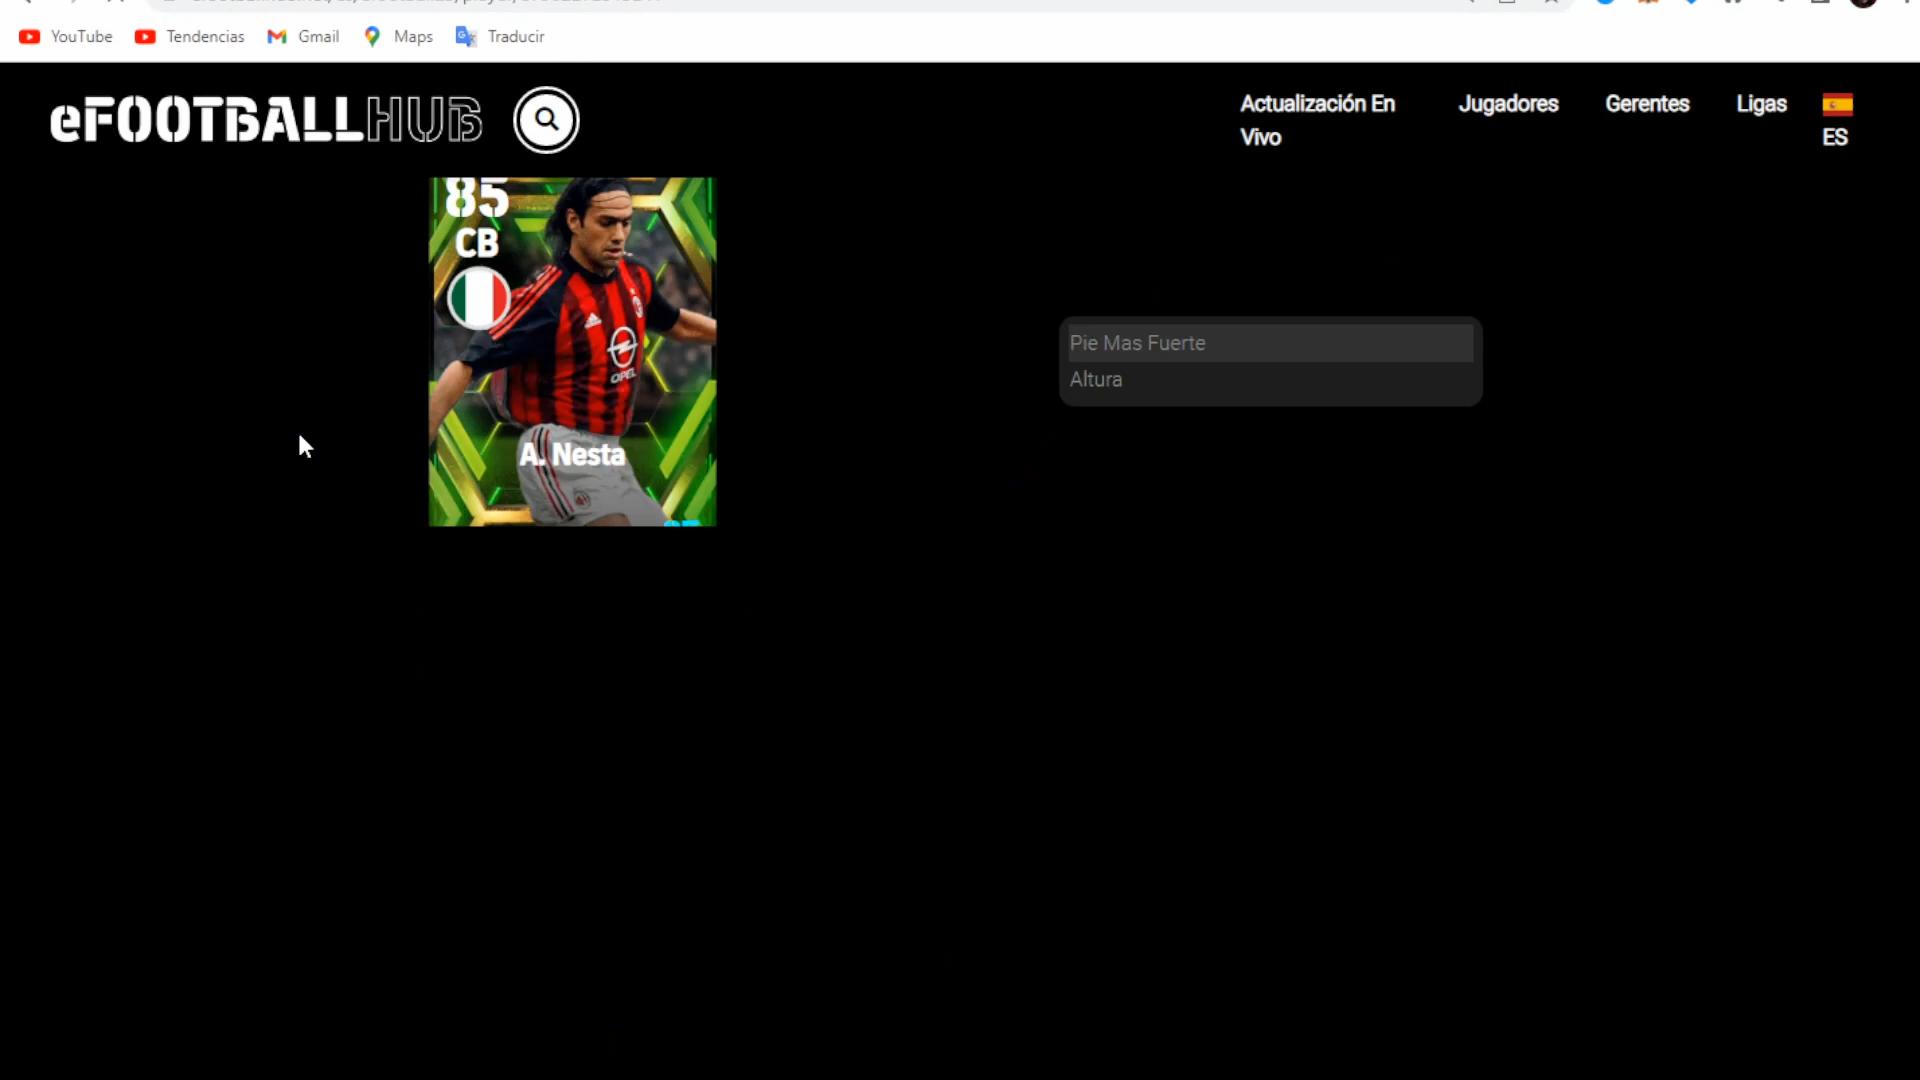 YouTube Tendencias Gmail Maps Traducir
eFOOTBALLHUB
Actualización En Vivo
Jugadores
Gerentes
Ligas
ES
85
CB
OPEL
A. Nesta
Pie Mas Fuerte
Altura